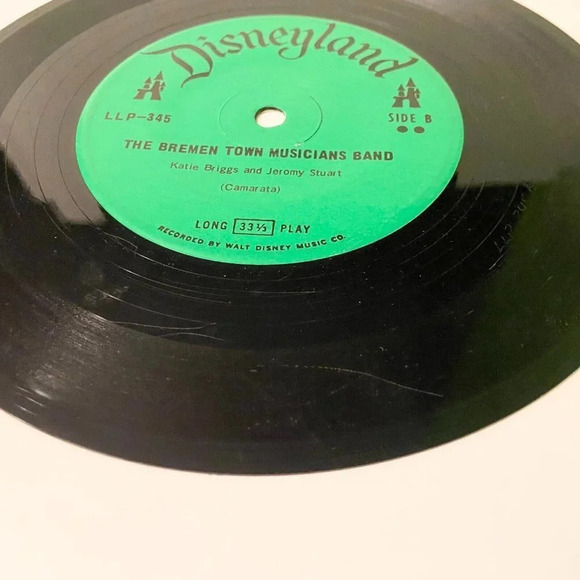 Disneyland
LLP-345
SIDE B
THE BREMEN TOWN MUSICIANS BAND
Katie Briggs and Jeromy Stuart
(Camarata)
LONG 33⅓ PLAY
RECORDED BY WALT DISNEY MUSIC CO.